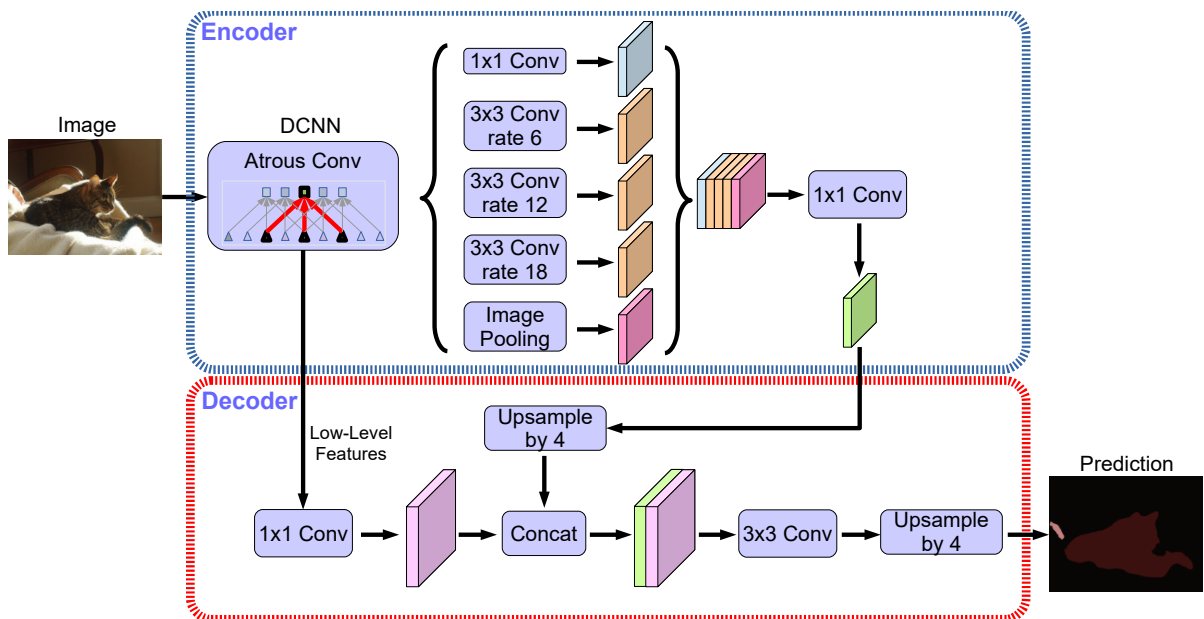 Encoder
Image
DCNN
Atrous Conv
1x1 Conv
3x3 Conv
rate 6
3x3 Conv
rate 12
3x3 Conv
rate 18
Image
Pooling
1x1 Conv
Decoder
Low-Level
Features
Upsample
by 4
1x1 Conv
Concat
3x3 Conv
Upsample
by 4
Prediction